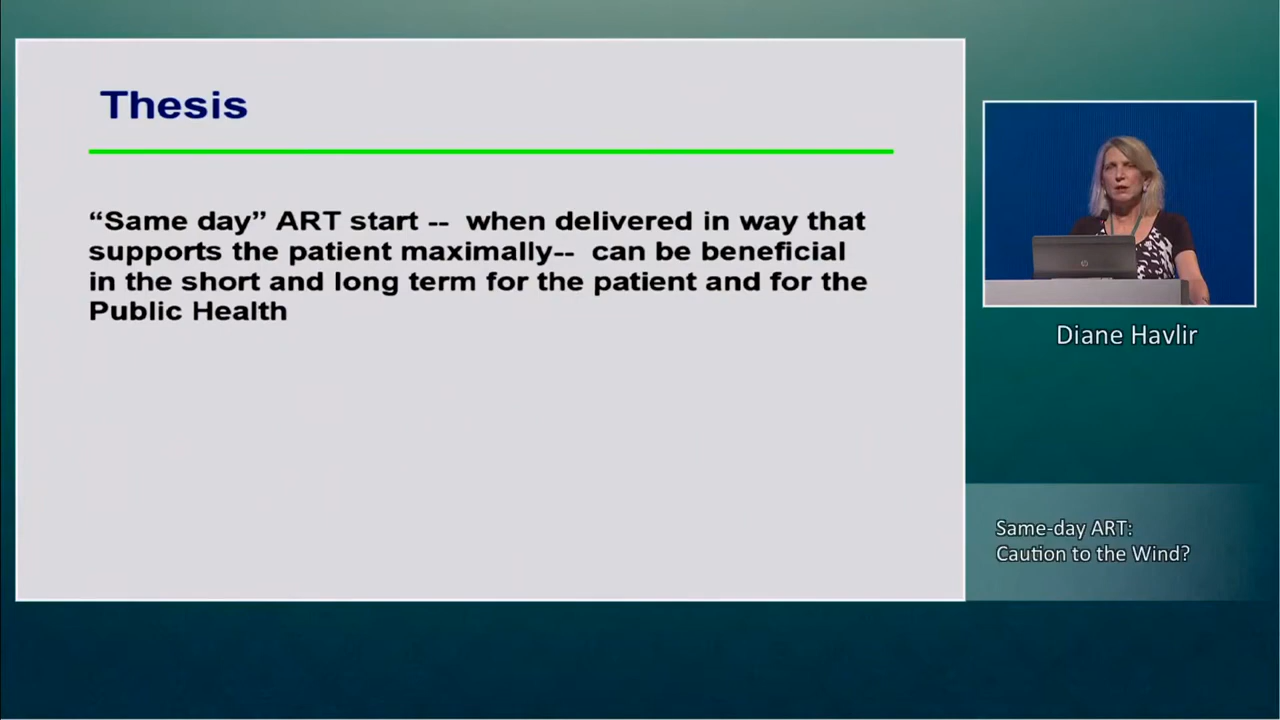 Thesis
“Same day” ART start -- when delivered in way that
supports the patient maximally-- can be beneficial
in the short and long term for the patient and for the
Public Health
Diane Havlir
Same-day ART:
Caution to the Wind?